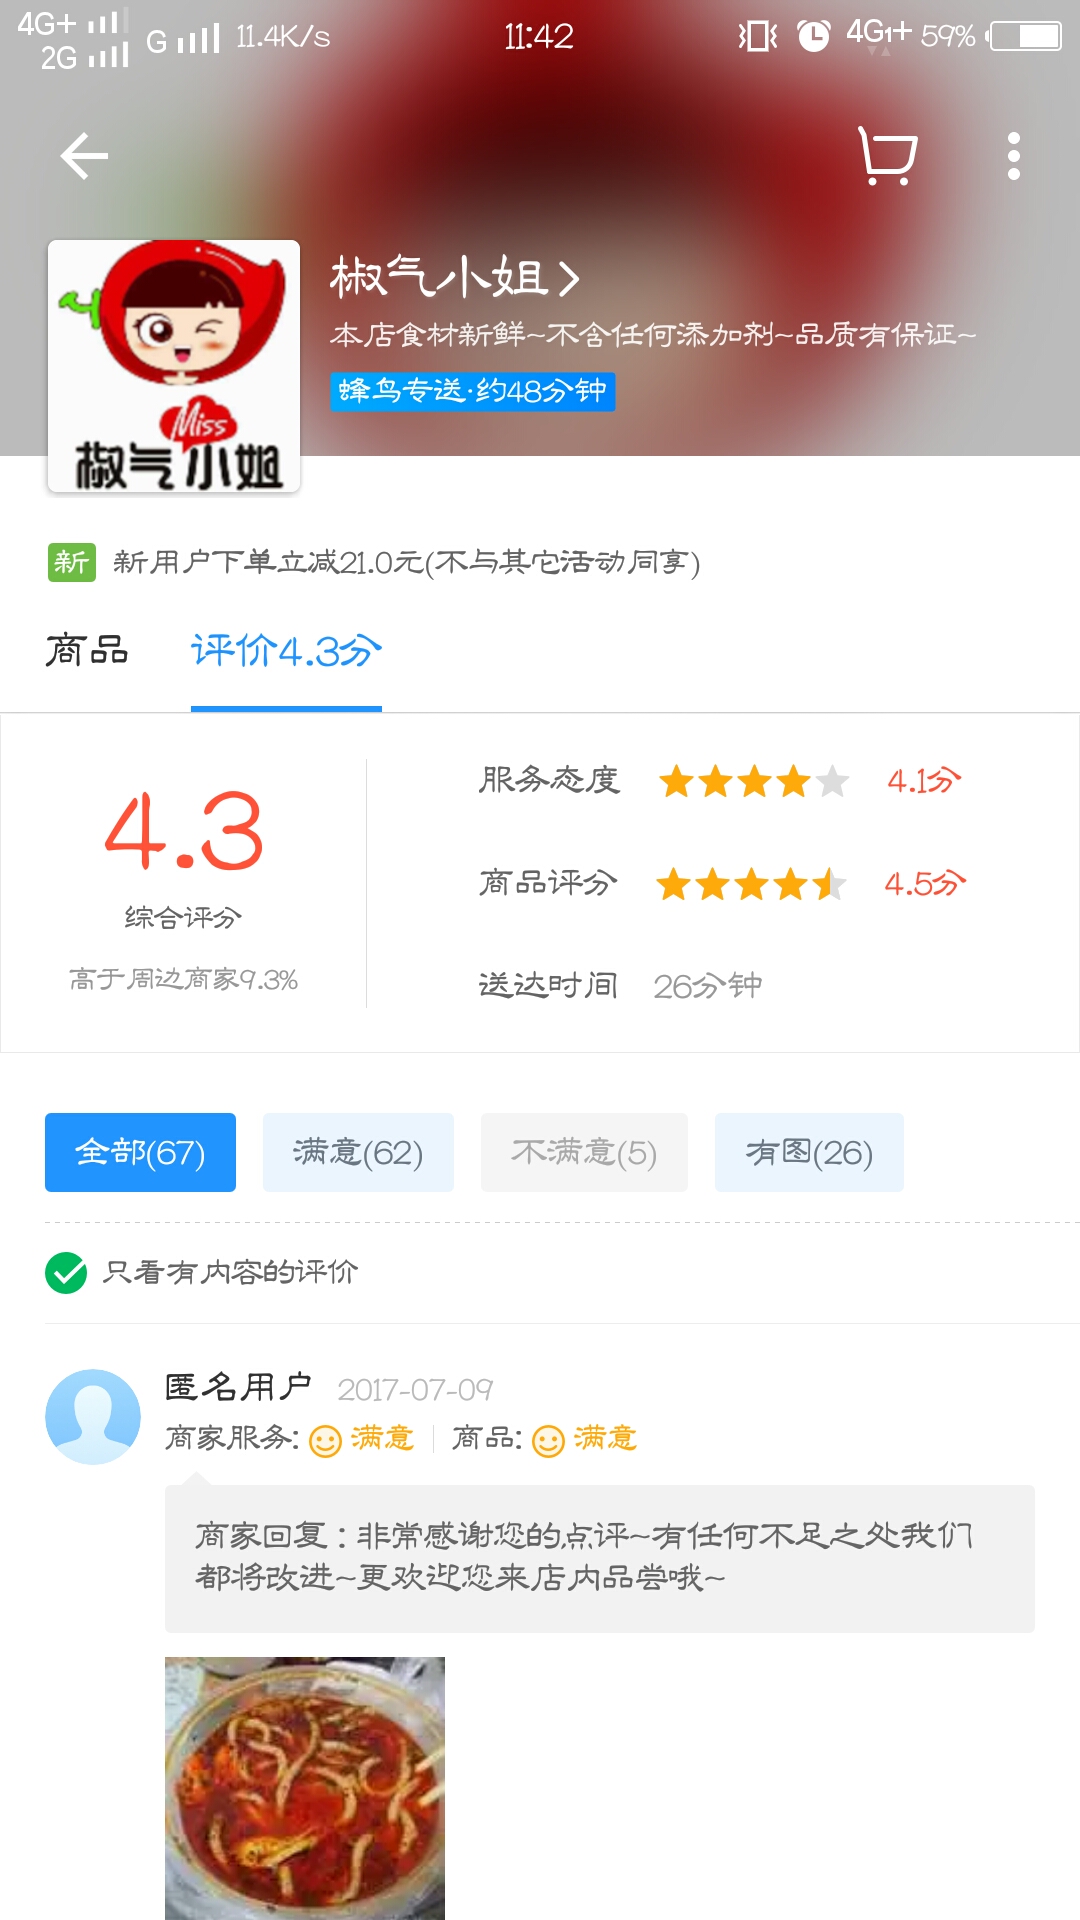 4G+ 2G G 11.4K/s 11:42 4G1+ 59%
椒气小姐
本店食材新鲜~不含任何添加剂~品质有保证~
蜂鸟专送·约48分钟
Miss
椒气小姐
新 新用户下单立减21.0元(不与其它活动同享)
商品 评价4.3分
4.3
综合评分
高于周边商家9.3%
服务态度 4.1分
商品评分 4.5分
送达时间 26分钟
全部(67) 满意(62) 不满意(5) 有图(26)
只看有内容的评价
匿名用户 2017-07-09
商家服务: 满意 商品: 满意
商家回复：非常感谢您的点评~有任何不足之处我们
都将改进~更欢迎您来店内品尝哦~